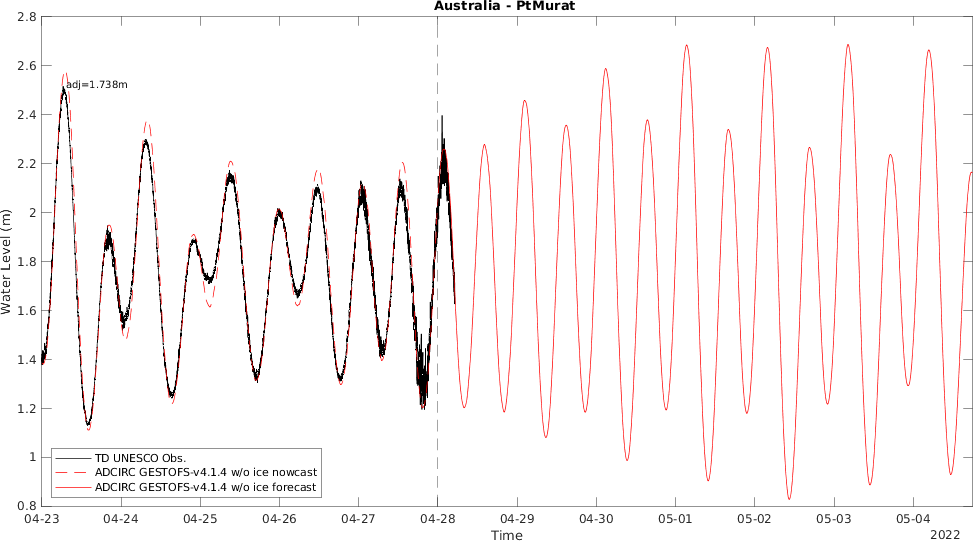 Australia - PtMurat
2.8
2.6
2.4
2.2
2
1.8
1.6
1.4
1.2
1
0.8
Water Level (m)
adj=1.738m
TD UNESCO Obs.
ADCIRC GESTOFS-v4.1.4 w/o ice nowcast
ADCIRC GESTOFS-v4.1.4 w/o ice forecast
04-23 04-24 04-25 04-26 04-27 04-28 04-29 04-30 05-01 05-02 05-03 05-04
2022
Time